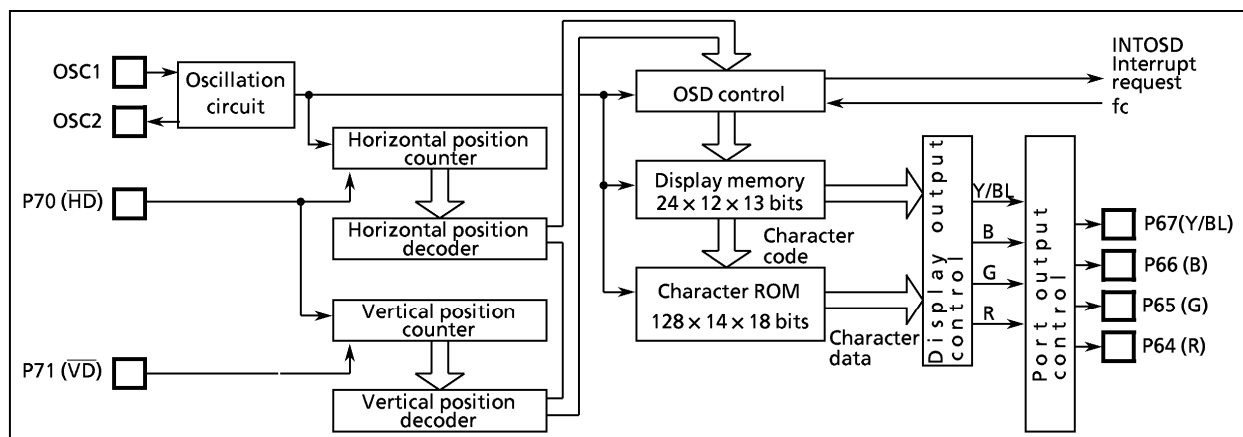 OSC1
OSC2
Oscillation
circuit
P70 (HD)
P71 (VD)
Horizontal position
counter
Horizontal position
decoder
Vertical position
counter
Vertical position
decoder
OSD control
INTOSD
Interrupt
request
fc
Display memory
24 × 12 × 13 bits
Character
code
Character ROM
128 × 14 × 18 bits
Character
data
Display output
control
Y/BL
B
G
R
Port output
control
P67(Y/BL)
P66 (B)
P65 (G)
P64 (R)